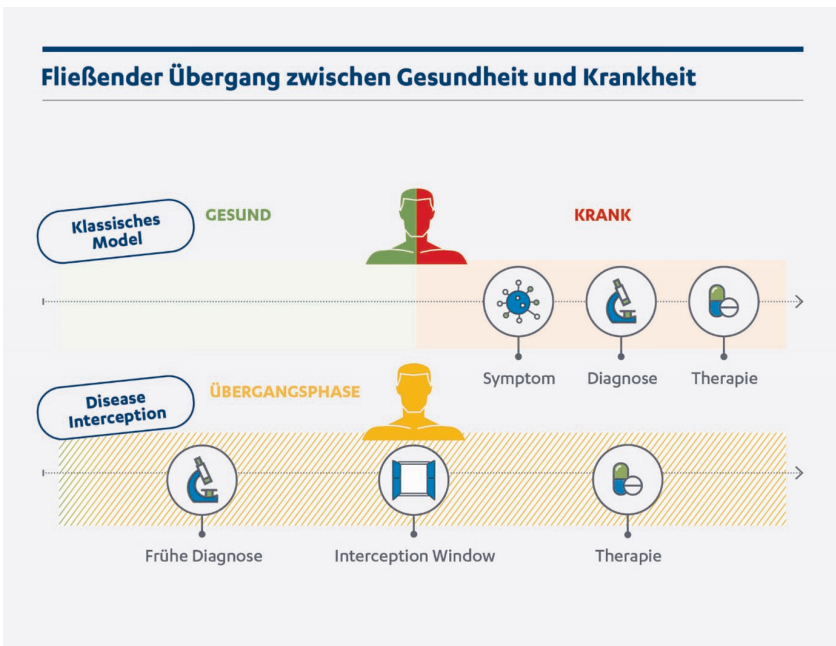 Fließender Übergang zwischen Gesundheit und Krankheit
Klassisches
Model
GESUND
KRANK
Symptom
Diagnose
Therapie
Disease
Interception
ÜBERGANGSPHASE
Frühe Diagnose
Interception Window
Therapie